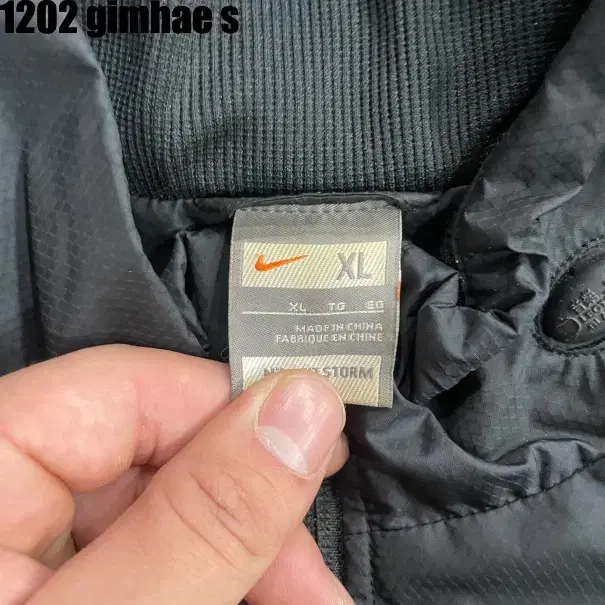 1202 gimhae s
XL
XL TG EG
MADE IN CHINA
FABRIQUE EN CHINE
STORM